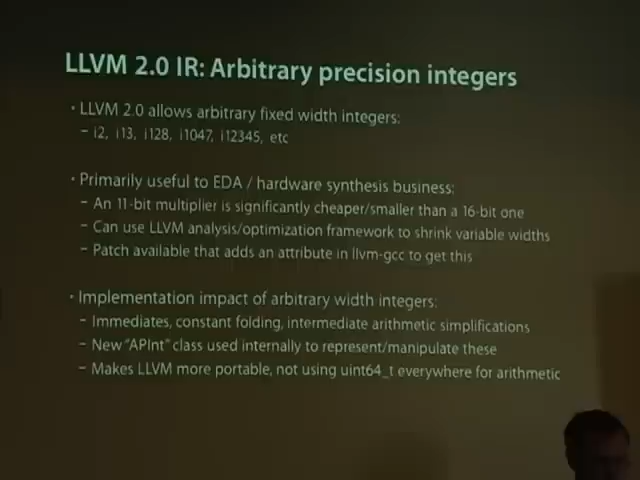 LLVM 2.0 IR: Arbitrary precision integers
• LLVM 2.0 allows arbitrary fixed width integers:
– i2, i13, i128, i1047, i12345, etc
• Primarily useful to EDA / hardware synthesis business:
– An 11-bit multiplier is significantly cheaper/smaller than a 16-bit one
– Can use LLVM analysis/optimization framework to shrink variable widths
– Patch available that adds an attribute in llvm-gcc to get this
• Implementation impact of arbitrary width integers:
– Immediates, constant folding, intermediate arithmetic simplifications
– New "APInt" class used internally to represent/manipulate these
– Makes LLVM more portable, not using uint64_t everywhere for arithmetic